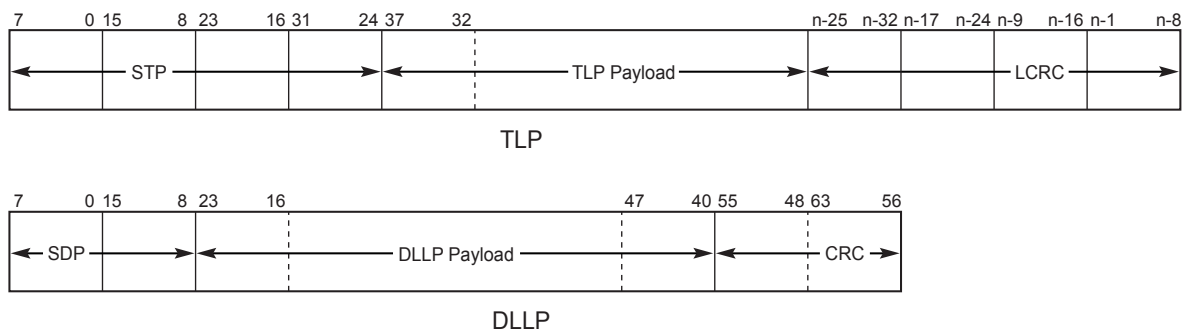 7 0 15 8 23 16 31 24 37 32 n-25 n-32 n-17 n-24 n-9 n-16 n-1 n-8
STP TLP Payload LCRC
TLP
7 0 15 8 23 16 47 40 55 48 63 56
SDP DLLP Payload CRC
DLLP